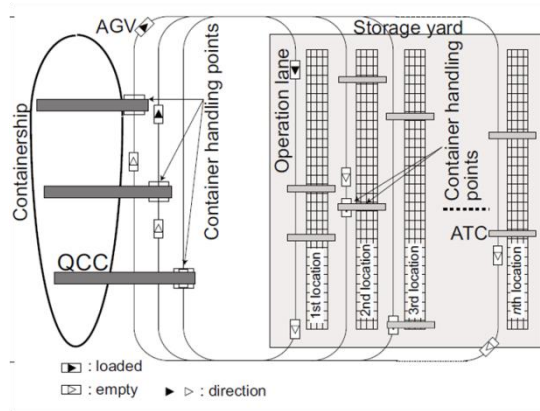 AGV
Storage yard
Container handling points
Operation lane
Containership
Container handling
points
QCC
ATC
1st location
2nd location
3rd location
nth location
: loaded
: empty
: direction